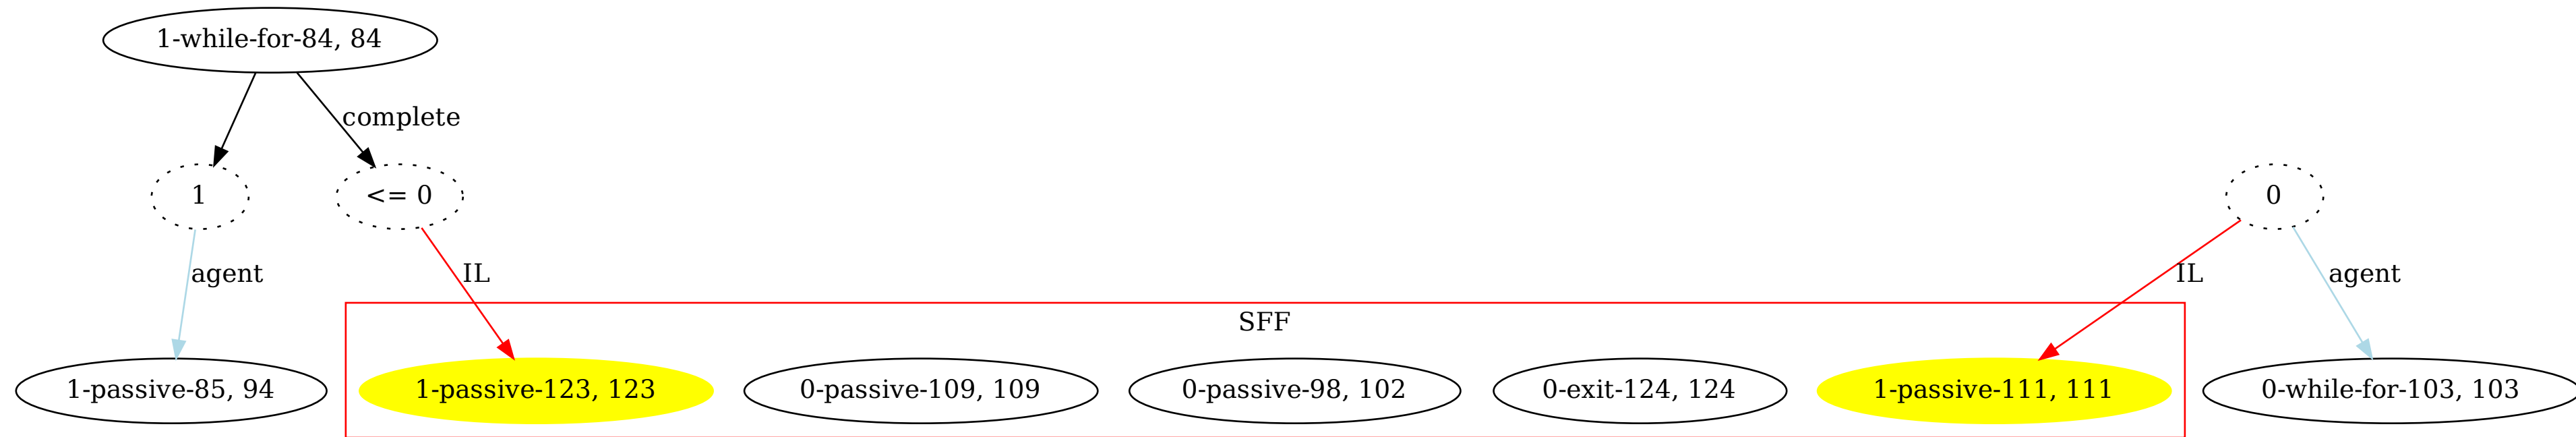 1-while-for-84, 84
complete
1
<= 0
0
agent
IL
IL
agent
SFF
1-passive-85, 94
1-passive-123, 123
0-passive-109, 109
0-passive-98, 102
0-exit-124, 124
1-passive-111, 111
0-while-for-103, 103